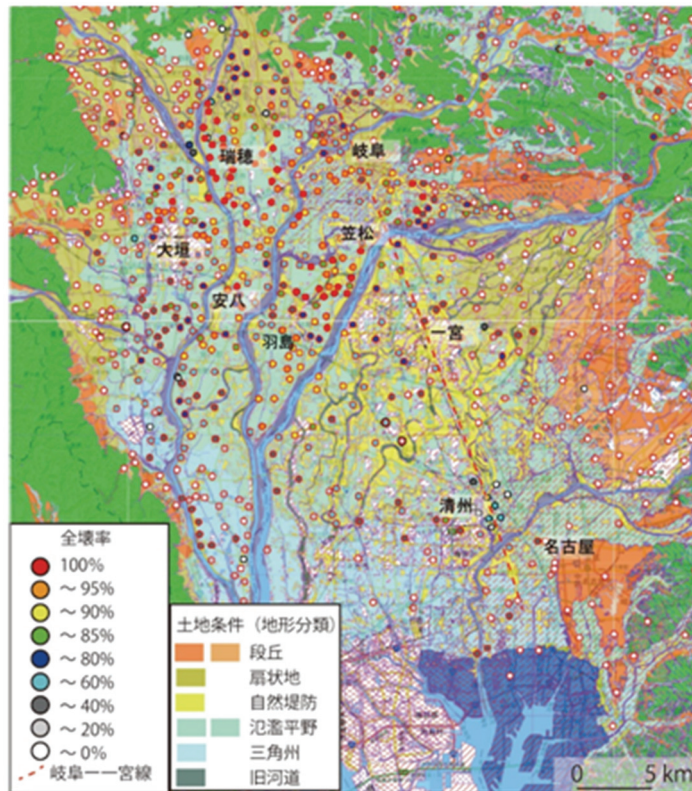 瑞穂
岐阜
笠松
大垣
安八
羽島
一宮
清州
名古屋
全壊率
100%
～95%
～90%
～85%
～80%
～60%
～40%
～20%
～0%
岐阜ー一宮線
土地条件（地形分類）
段丘
扇状地
自然堤防
氾濫平野
三角州
旧河道
0 5 km